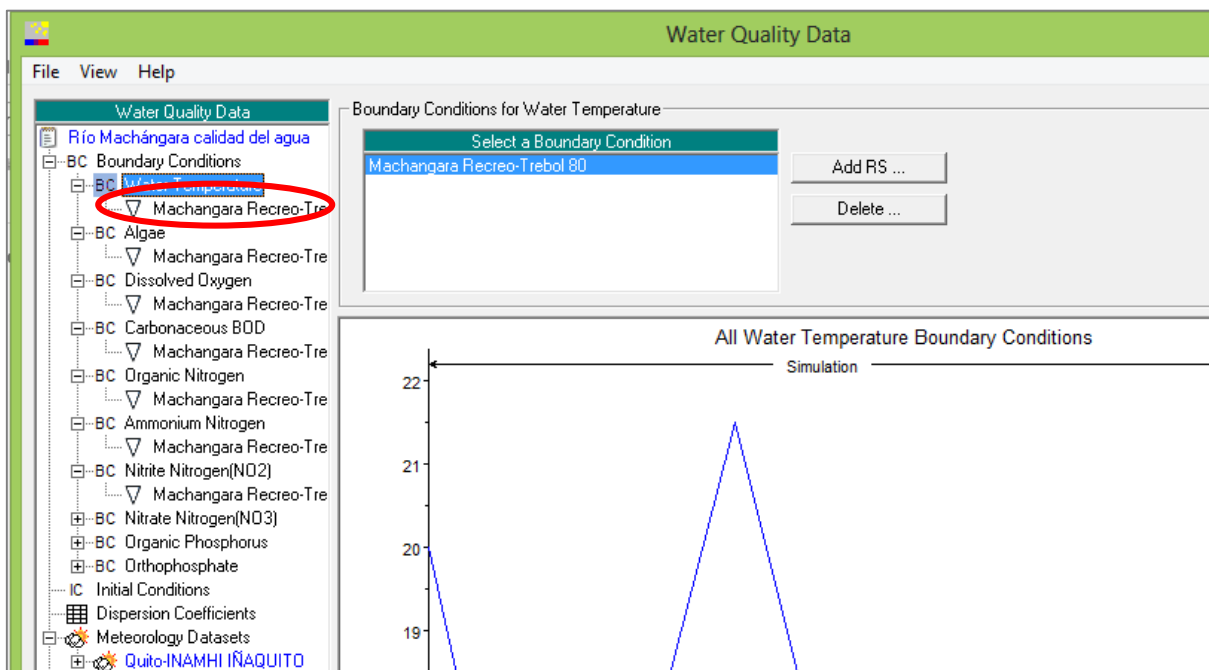 Water Quality Data
File View Help
Water Quality Data
Río Machángara calidad del agua
BC Boundary Conditions
BC Water Temperature
Machangara Recreo-Tre
BC Algae
Machangara Recreo-Tre
BC Dissolved Oxygen
Machangara Recreo-Tre
BC Carbonaceous BOD
Machangara Recreo-Tre
BC Organic Nitrogen
Machangara Recreo-Tre
BC Ammonium Nitrogen
Machangara Recreo-Tre
BC Nitrite Nitrogen(NO2)
Machangara Recreo-Tre
BC Nitrate Nitrogen(NO3)
BC Organic Phosphorus
BC Orthophosphate
IC Initial Conditions
Dispersion Coefficients
Meteorology Datasets
Quito-INAMHI IÑAQUITO
Boundary Conditions for Water Temperature
Select a Boundary Condition
Machangara Recreo-Trebol 80
Add RS ...
Delete ...
All Water Temperature Boundary Conditions
Simulation
22
21
20
19